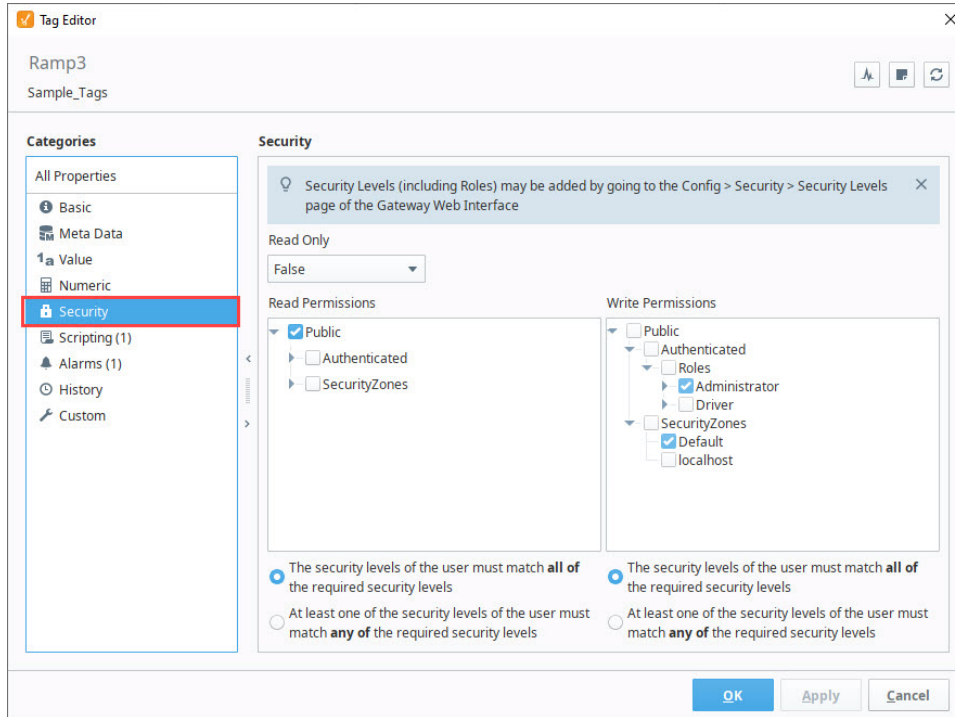 Tag Editor
Ramp3
Sample_Tags
Categories
All Properties
Basic
Meta Data
1a Value
Numeric
Security
Scripting (1)
Alarms (1)
History
Custom
Security
Security Levels (including Roles) may be added by going to the Config > Security > Security Levels
page of the Gateway Web Interface
Read Only
False
Read Permissions
Public
Authenticated
SecurityZones
The security levels of the user must match all of
the required security levels
At least one of the security levels of the user must
match any of the required security levels
Write Permissions
Public
Authenticated
Roles
Administrator
Driver
SecurityZones
Default
localhost
The security levels of the user must match all of
the required security levels
At least one of the security levels of the user must
match any of the required security levels
OK
Apply
Cancel